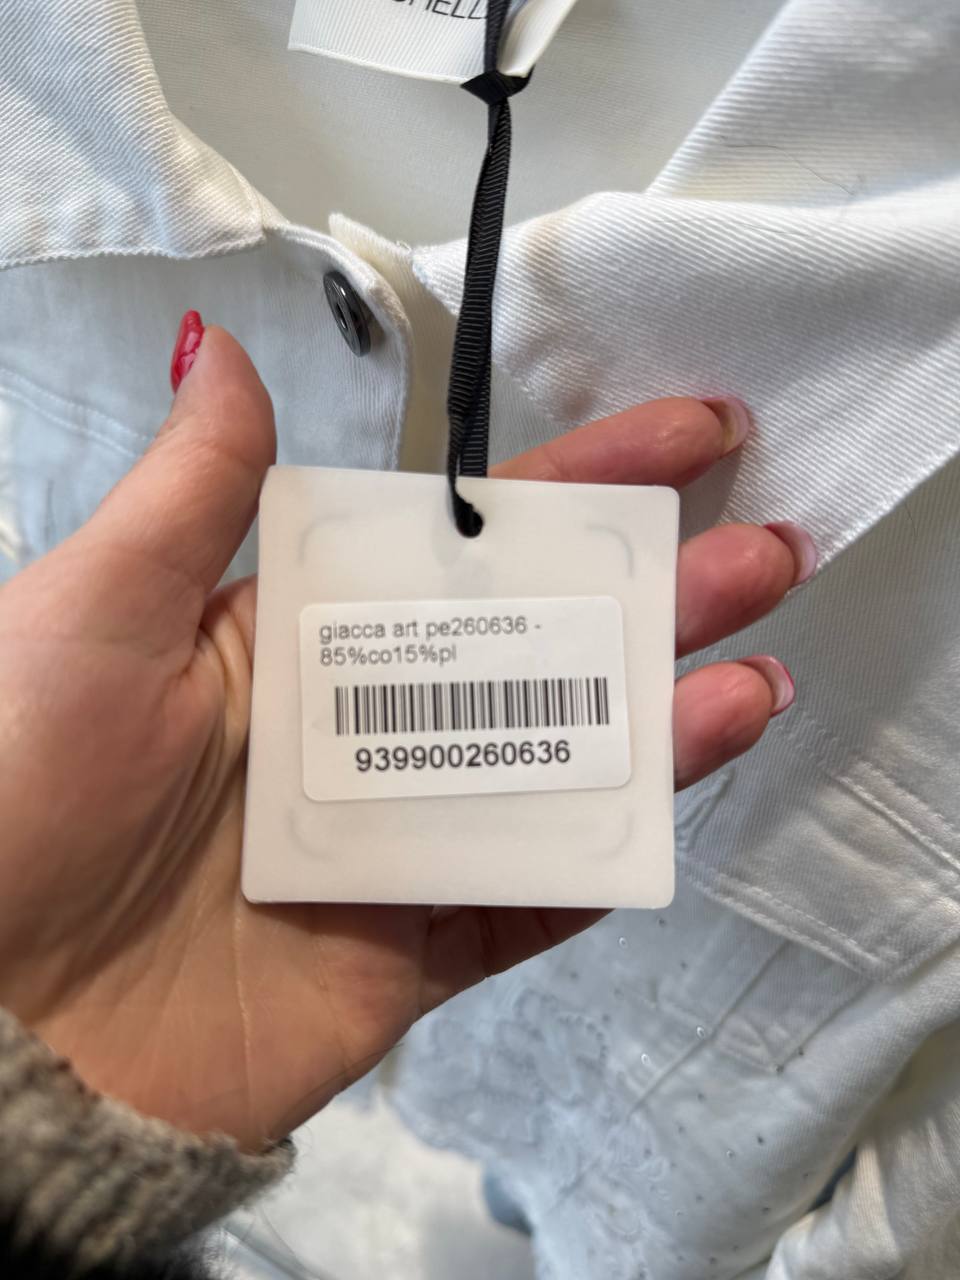 giacca art pe260636 -
85%co15%pl
939900260636